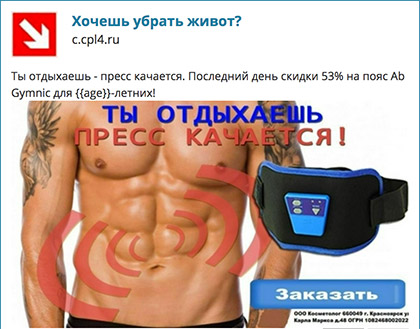 Хочешь убрать живот?
c.cpl4.ru
Ты отдыхаешь - пресс качается. Последний день скидки 53% на пояс Ab
Gymnic для {{age}}-летних!
ТЫ ОТДЫХАЕШЬ
ПРЕСС КАЧАЕТСЯ!
Заказать
ООО Косметолог 660049 г. Красноярск ул
Карла Маркса д.48 ОГРН 1082468002022